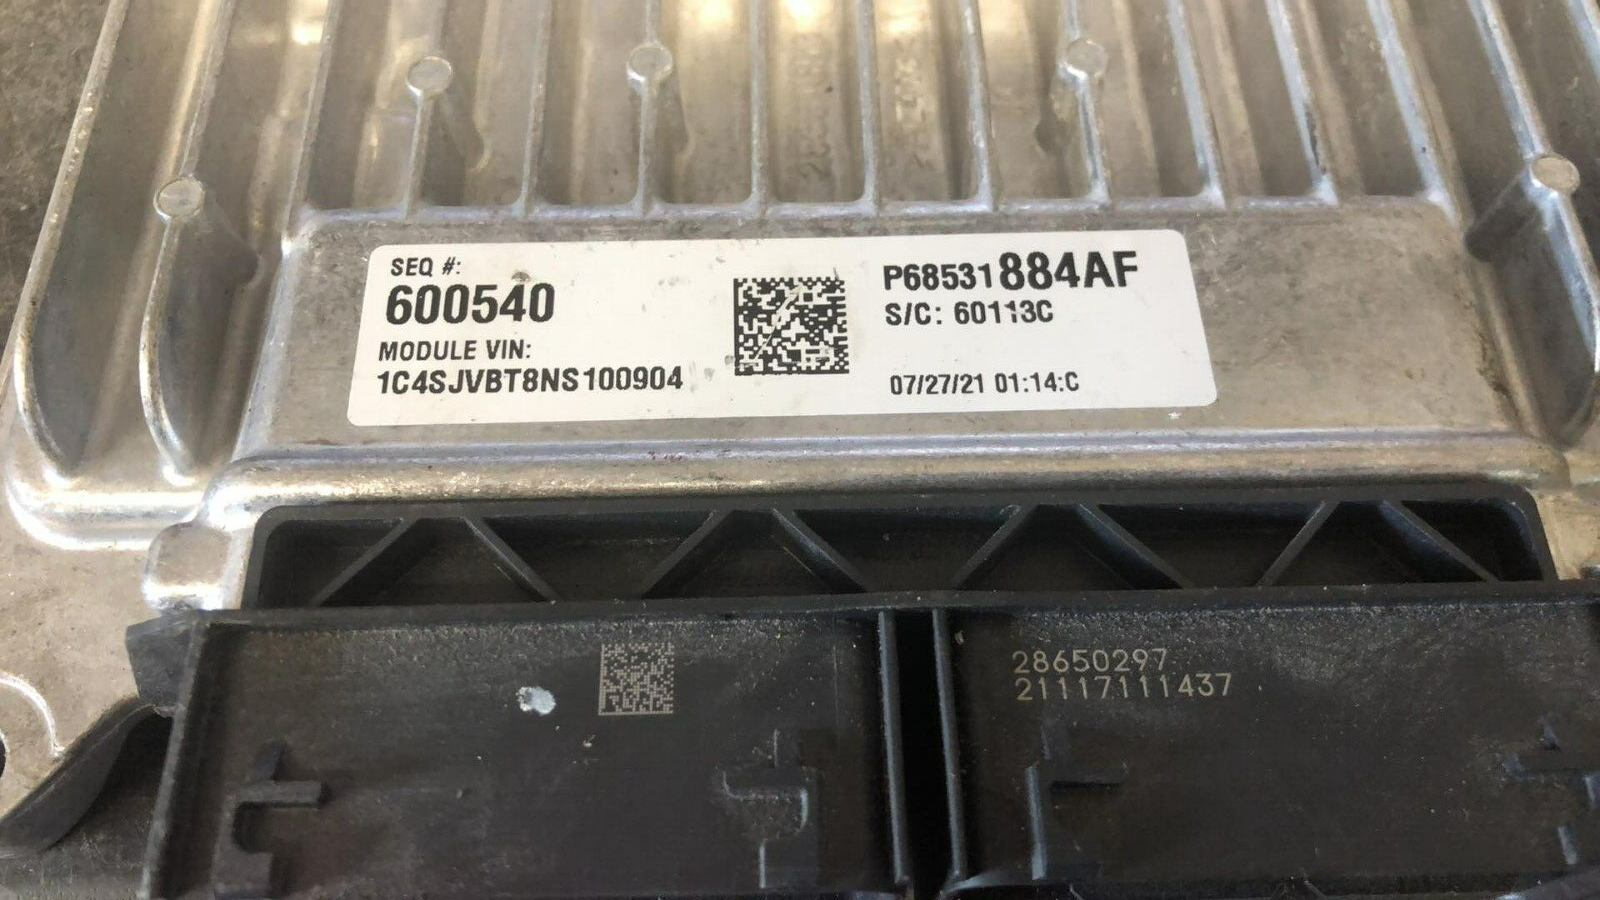 SEQ #:
600540
MODULE VIN:
1C4SJVBT8NS100904
P68531884AF
S/C: 60113C
07/27/21 01:14:C
28650297
21117111437